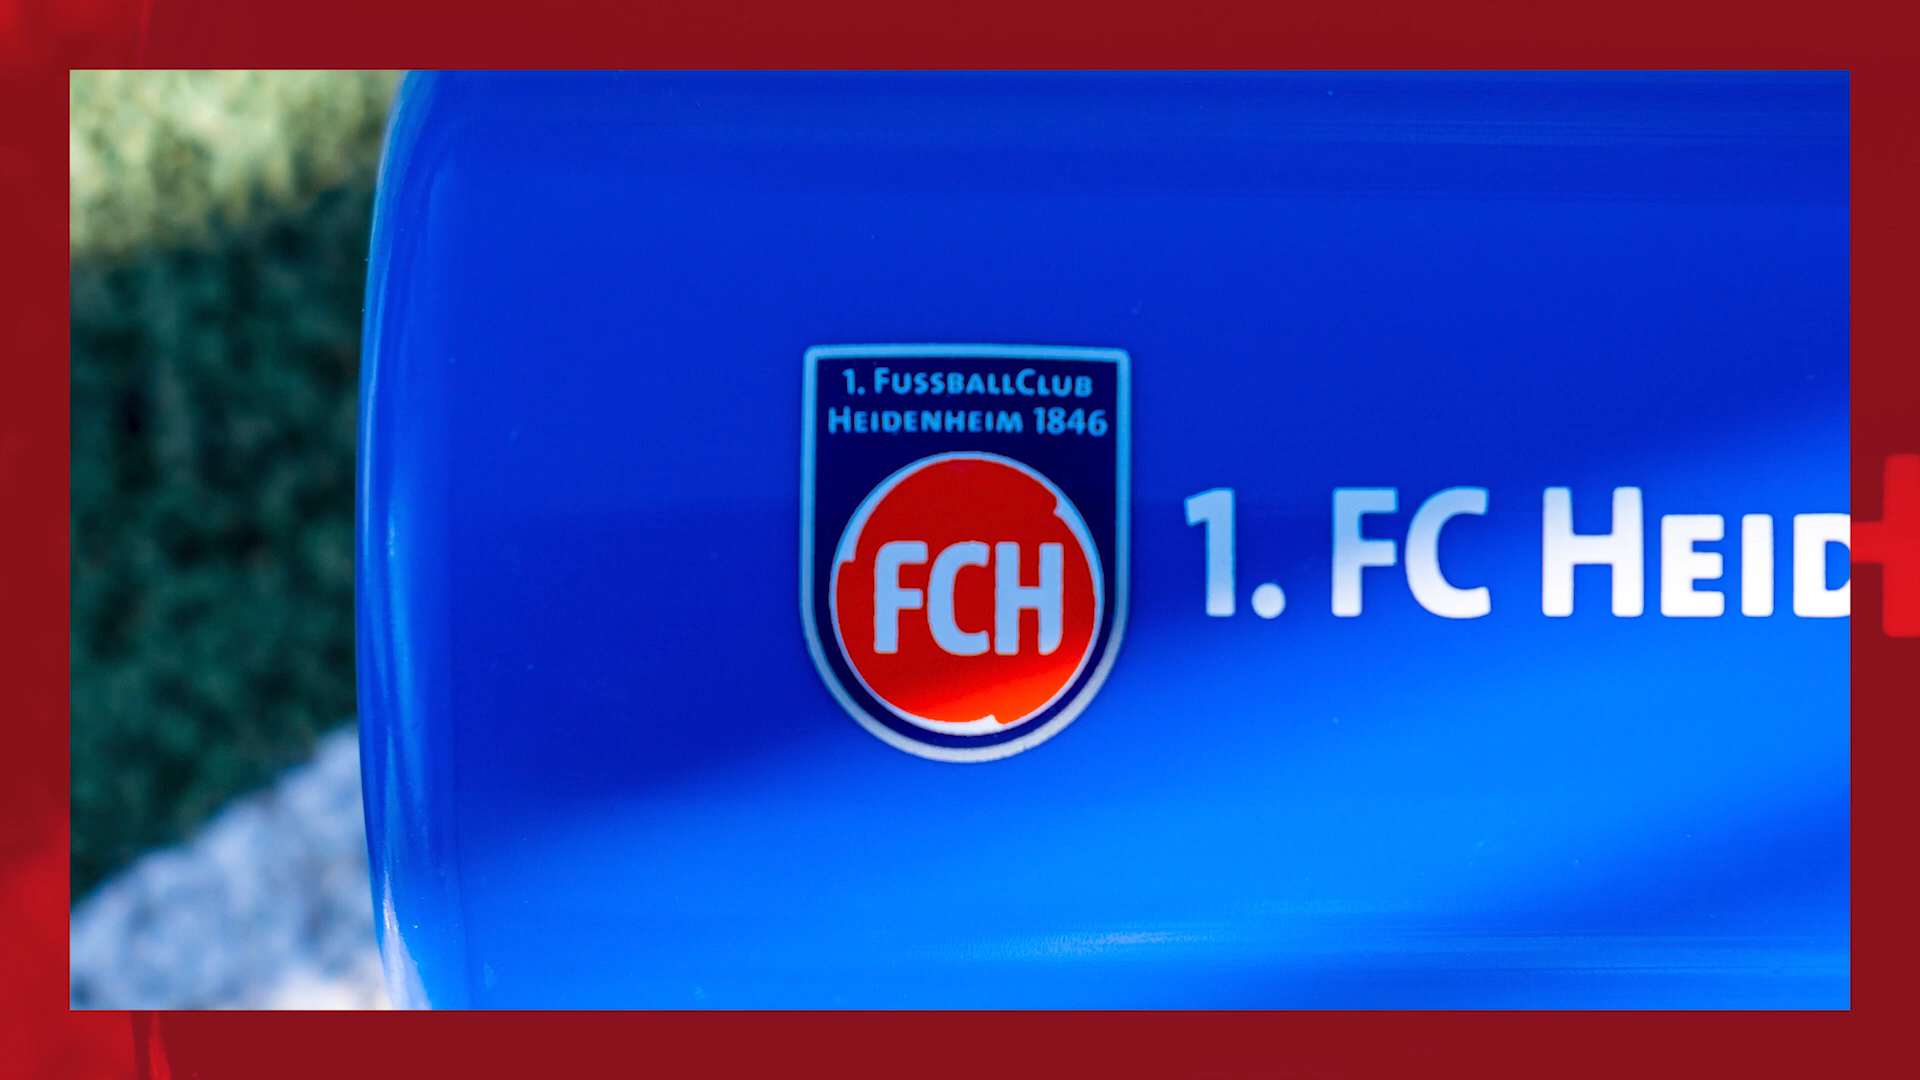 1. FUSSBALLCLUB
HEIDENHEIM 1846
FCH
1. FC HEID